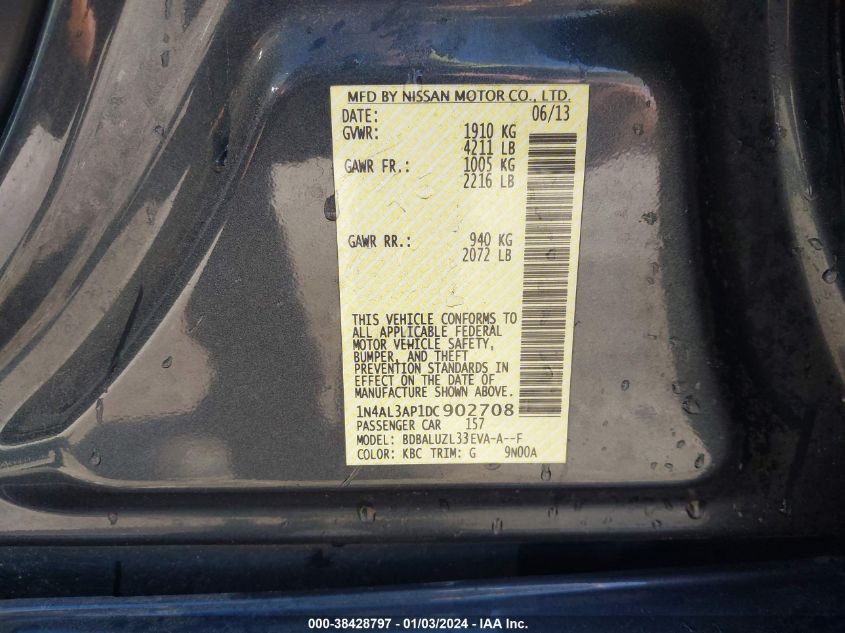 MFD BY NISSAN MOTOR CO., LTD.
DATE: 06/13
GVWR: 1910 KG
4211 LB
GAWR FR.: 1005 KG
2216 LB
GAWR RR.: 940 KG
2072 LB
THIS VEHICLE CONFORMS TO
ALL APPLICABLE FEDERAL
MOTOR VEHICLE SAFETY,
BUMPER, AND THEFT
PREVENTION STANDARDS IN
EFFECT ON THE DATE OF
MANUFACTURE SHOWN ABOVE.
1N4AL3AP1DC902708
PASSENGER CAR 157
MODEL: BDBALUZL33EVA-A--F
COLOR: KBC TRIM: G 9N00A
000-38428797 - 01/03/2024 - IAA Inc.